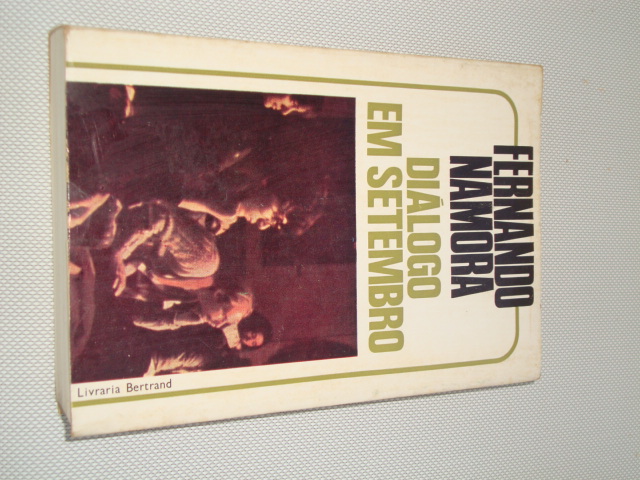 FERNANDO
NAMORA
DIÁLOGO
EM SETEMBRO
Livraria Bertrand